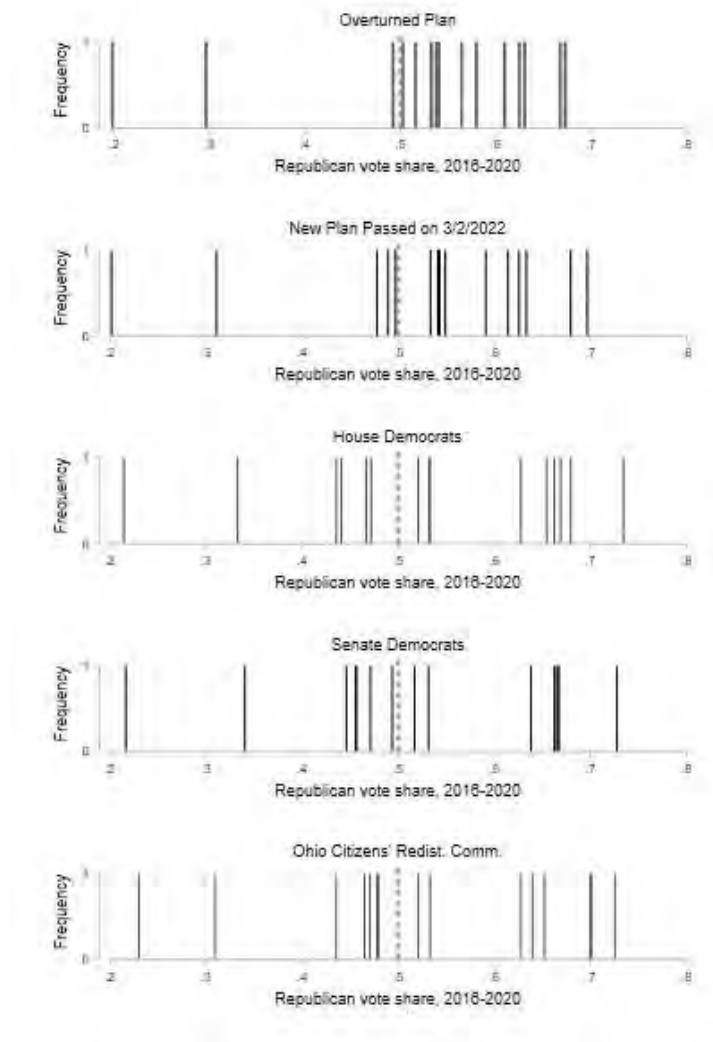 Overturned Plan
Frequency
1
0
.2 .3 .4 .5 .6 .7 .8
Republican vote share, 2016-2020
New Plan Passed on 3/2/2022
Frequency
1
0
.2 .3 .4 .5 .6 .7 .8
Republican vote share, 2016-2020
House Democrats
Frequency
1
0
.2 .3 .4 .5 .6 .7 .8
Republican vote share, 2016-2020
Senate Democrats
Frequency
1
0
.2 .3 .4 .5 .6 .7 .8
Republican vote share, 2016-2020
Ohio Citizens' Redist. Comm.
Frequency
1
0
.2 .3 .4 .5 .6 .7 .8
Republican vote share, 2016-2020